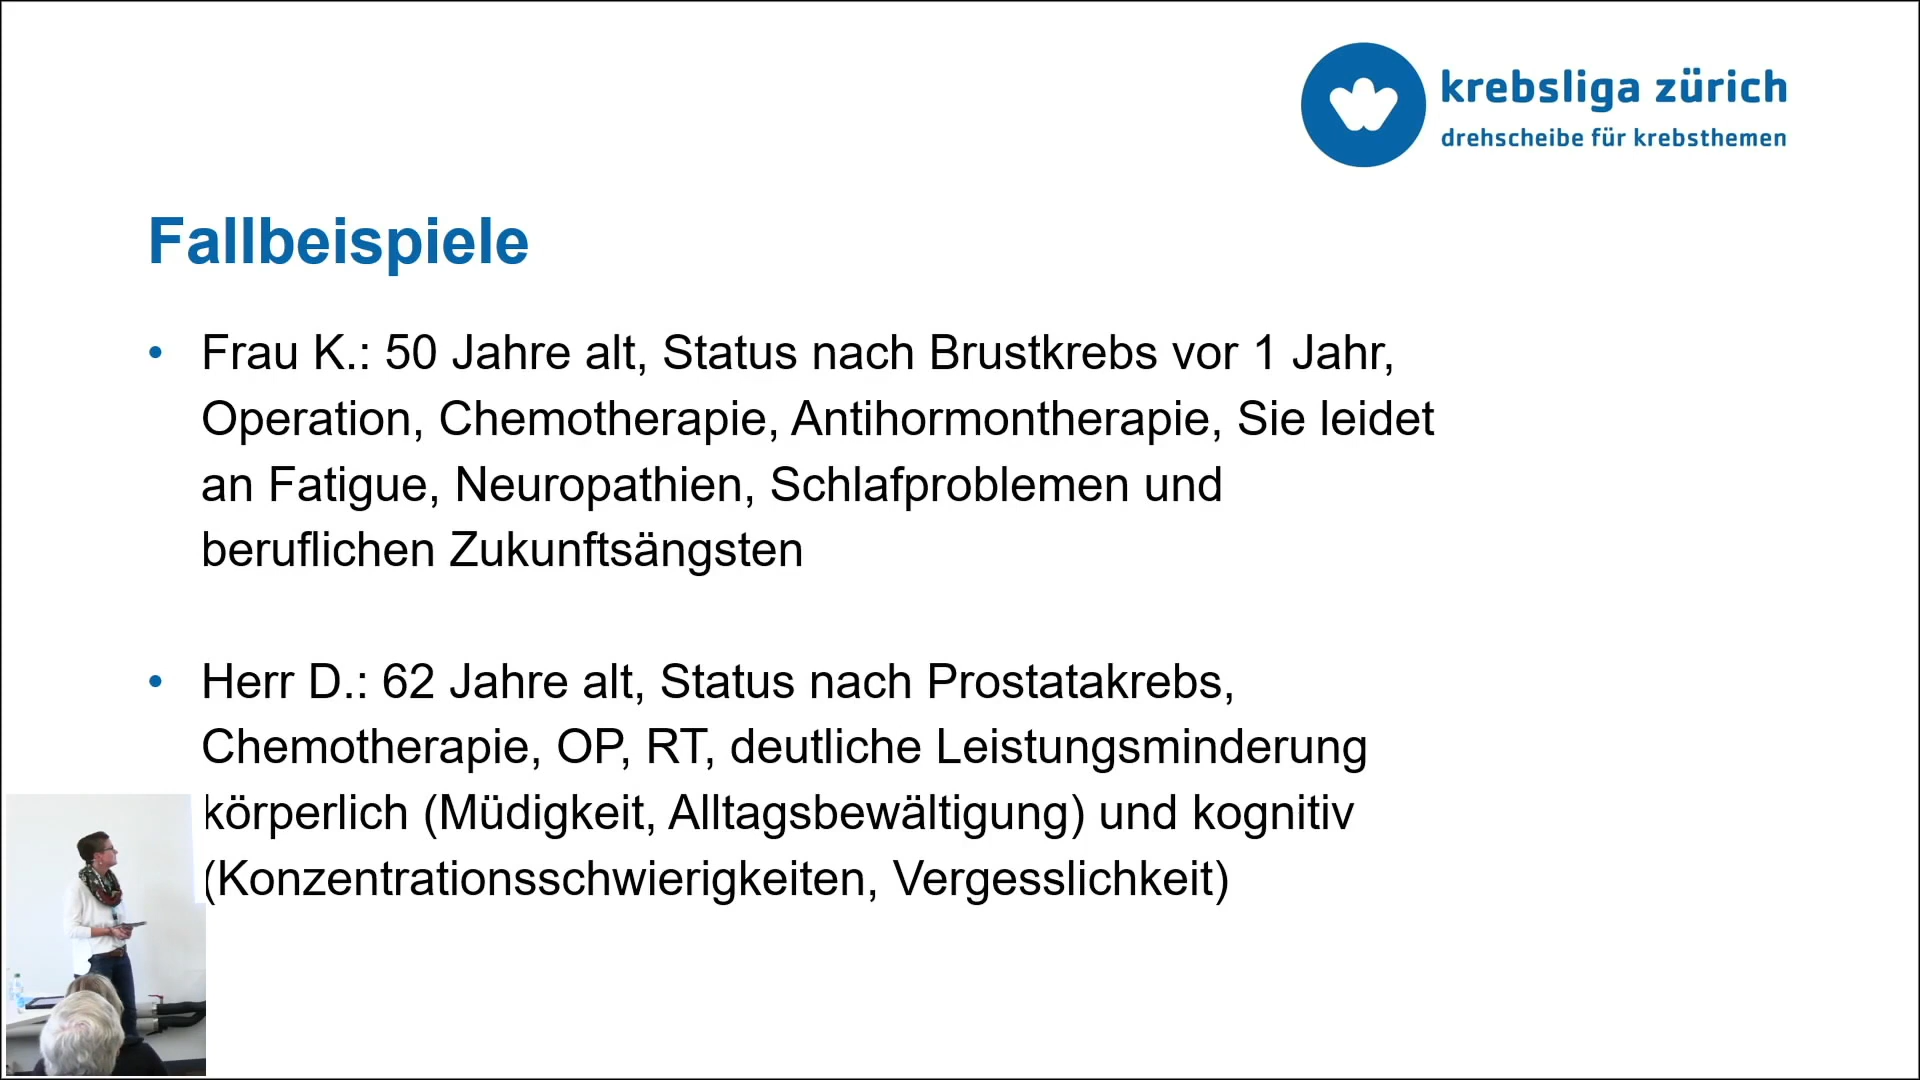 krebsliga zürich
drehscheibe für krebsthemen
Fallbeispiele
• Frau K.: 50 Jahre alt, Status nach Brustkrebs vor 1 Jahr,
Operation, Chemotherapie, Antihormontherapie, Sie leidet
an Fatigue, Neuropathien, Schlafproblemen und
beruflichen Zukunftsängsten
• Herr D.: 62 Jahre alt, Status nach Prostatakrebs,
Chemotherapie, OP, RT, deutliche Leistungsminderung
körperlich (Müdigkeit, Alltagsbewältigung) und kognitiv
(Konzentrationsschwierigkeiten, Vergesslichkeit)